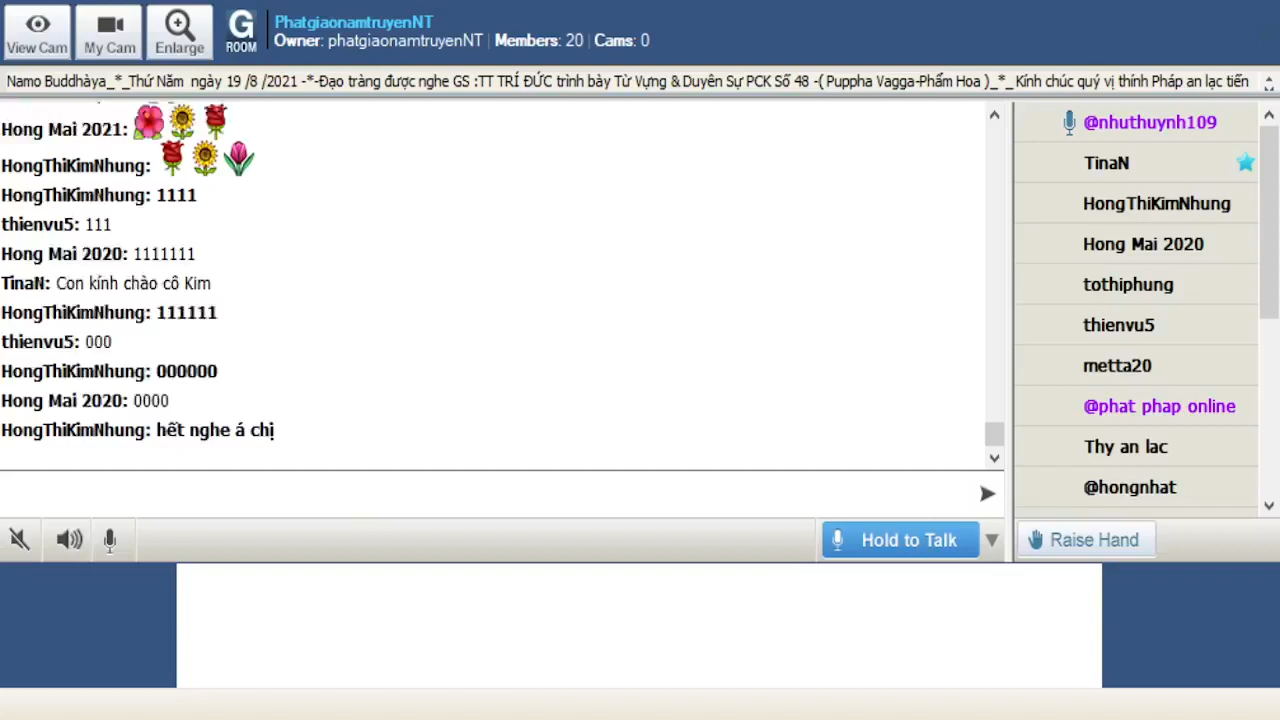 View Cam
My Cam
Enlarge
G
ROOM
PhatgiaonamtruyenNT
Owner: phatgiaonamtruyenNT | Members: 20 | Cams: 0
Namo Buddhàya_*_Thứ Năm ngày 19 /8 /2021 -*-Đạo tràng được nghe GS :TT TRÍ ĐỨC trình bày Từ Vựng & Duyên Sự PCK Số 48 -( Puppha Vagga-Phẩm Hoa )_*_Kính chúc quý vị thính Pháp an lạc tiến
Hong Mai 2021:
HongThiKimNhung:
HongThiKimNhung: 1111
thienvu5: 111
Hong Mai 2020: 1111111
TinaN: Con kính chào cô Kim
HongThiKimNhung: 111111
thienvu5: 000
HongThiKimNhung: 000000
Hong Mai 2020: 0000
HongThiKimNhung: hết nghe á chị
@nhuthuynh109
TinaN
HongThiKimNhung
Hong Mai 2020
tothiphung
thienvu5
metta20
@phat phap online
Thy an lac
@hongnhat
Hold to Talk
Raise Hand